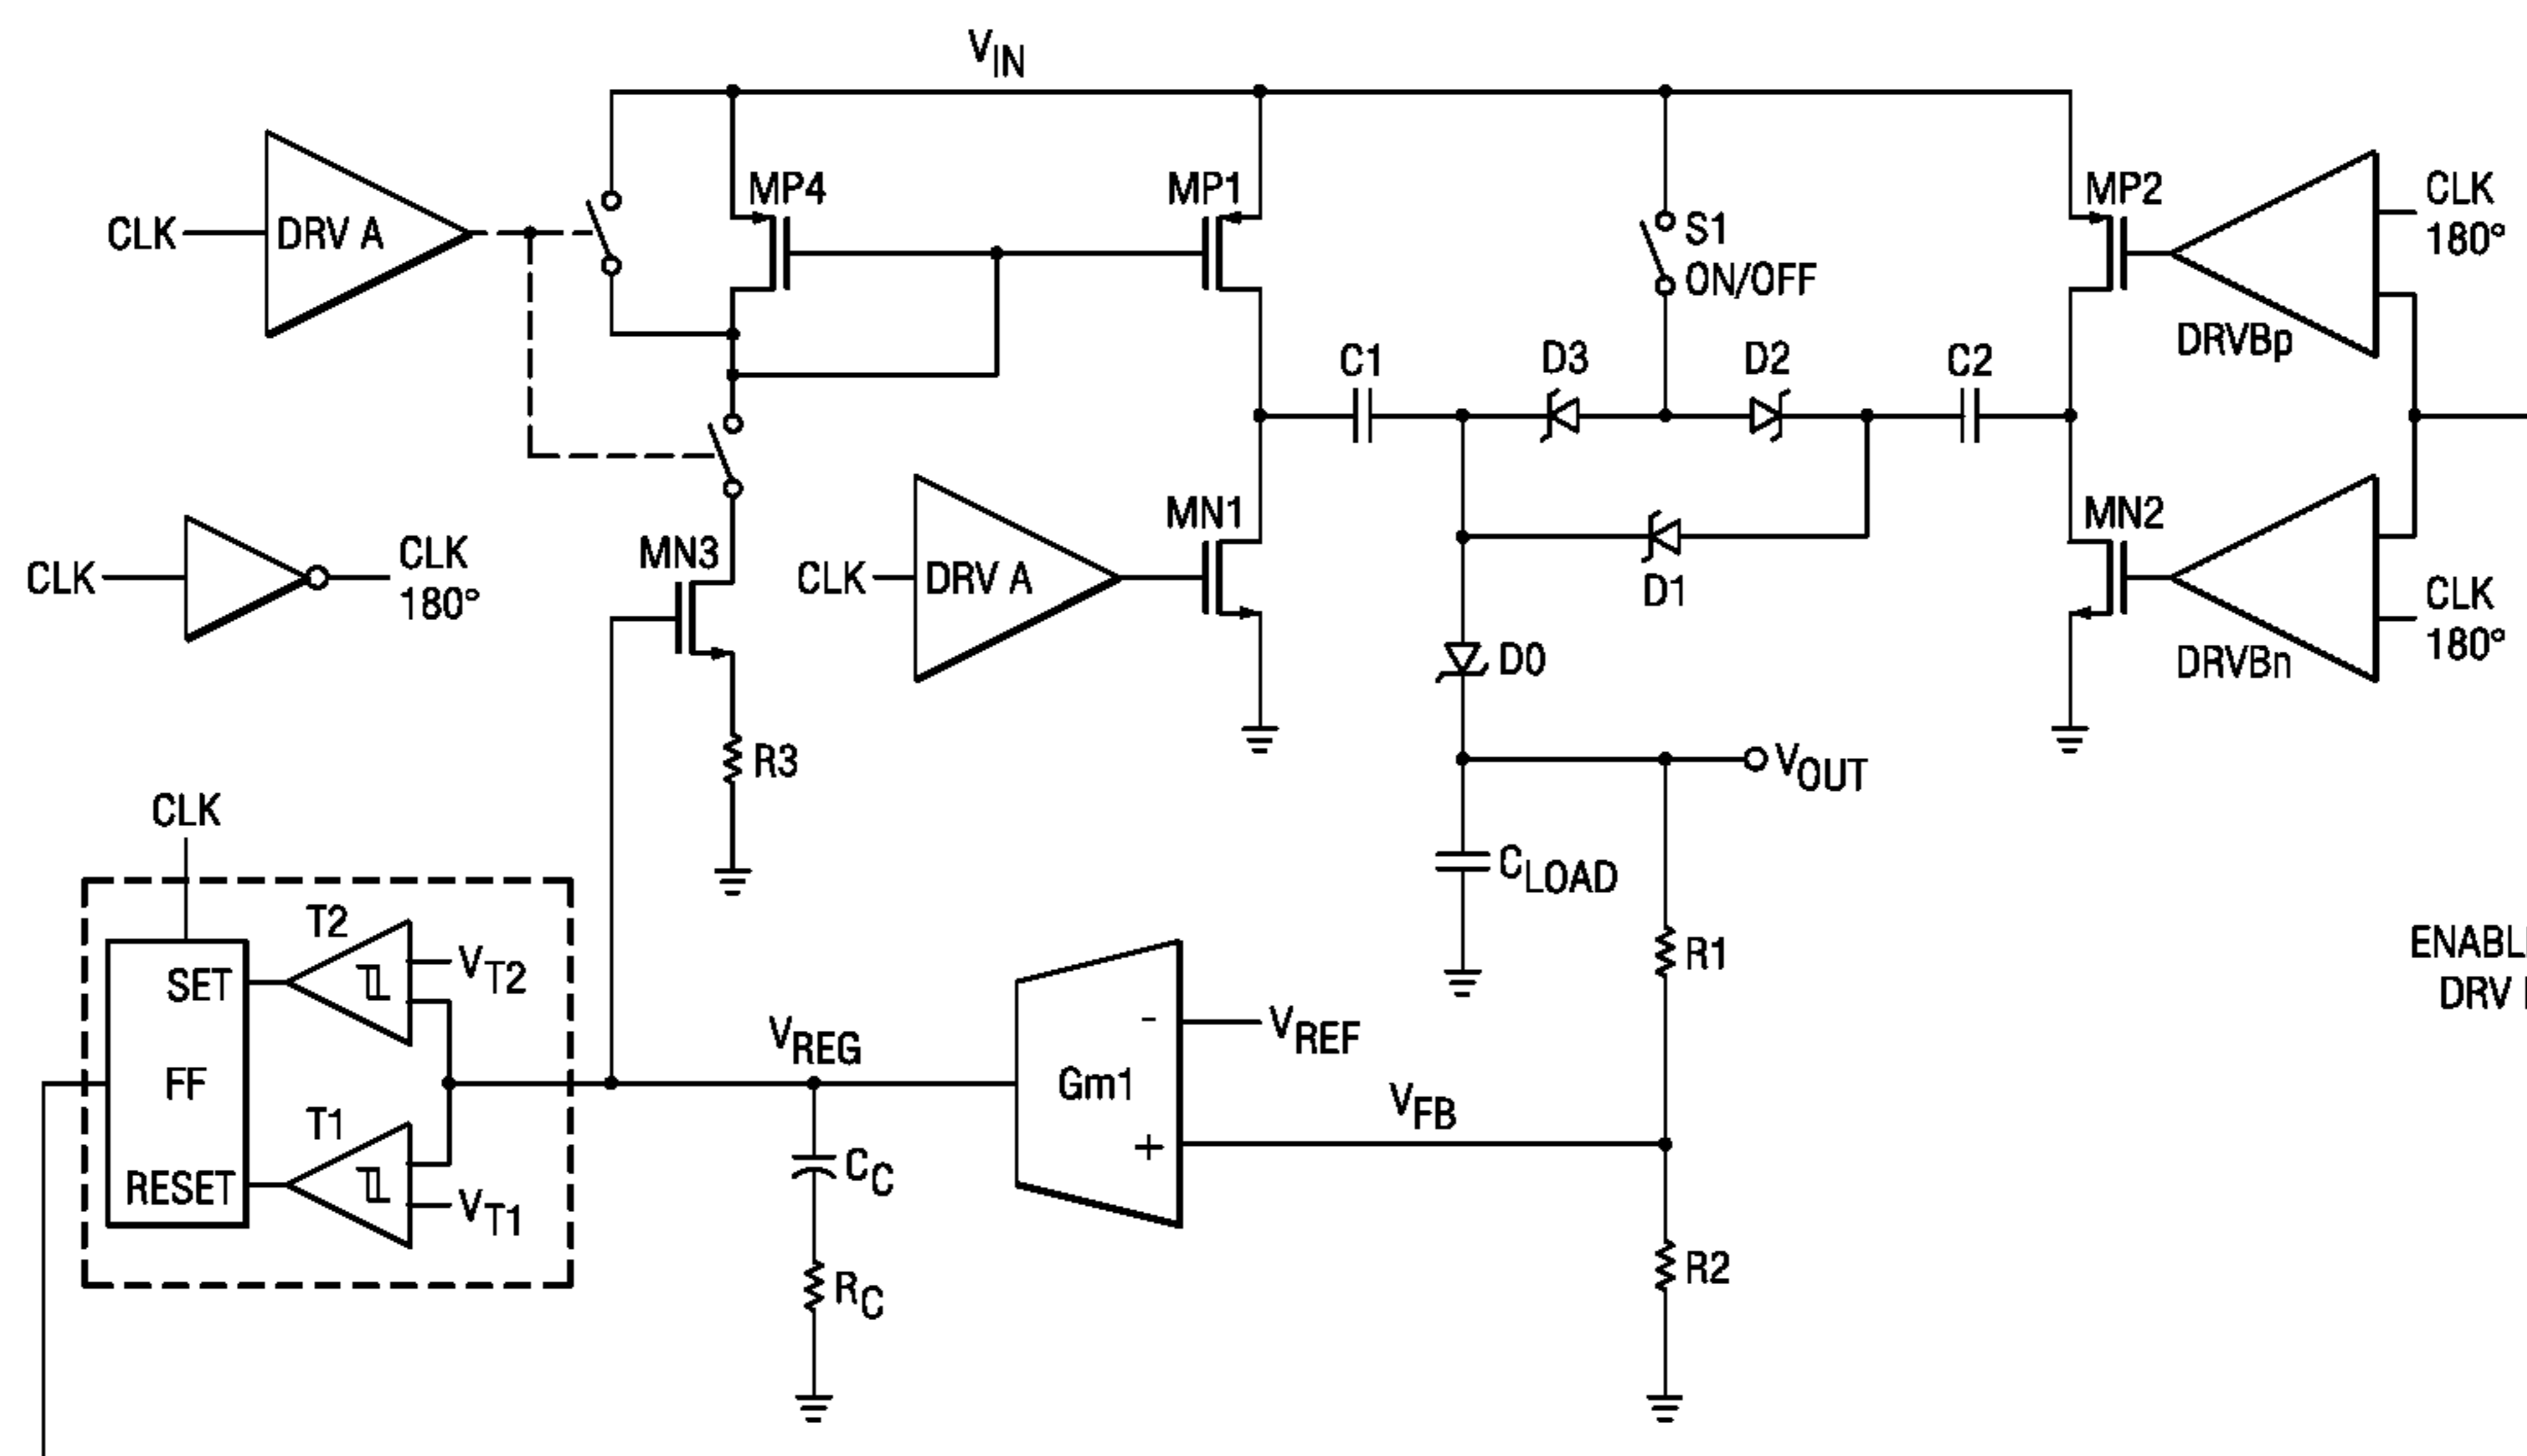 VIN
CLK
DRV A
MP4
MP1
S1
ON/OFF
MP2
CLK
180°
DRVBp
C1
D3
D2
C2
CLK
CLK
180°
MN3
CLK
DRV A
MN1
D1
MN2
CLK
180°
DRVBn
D0
R3
VOUT
CLK
CLOAD
T2
VT2
SET
FF
T1
RESET
VT1
VREG
CC
RC
Gm1
-
+
VREF
VFB
R1
R2
ENABL
DRV